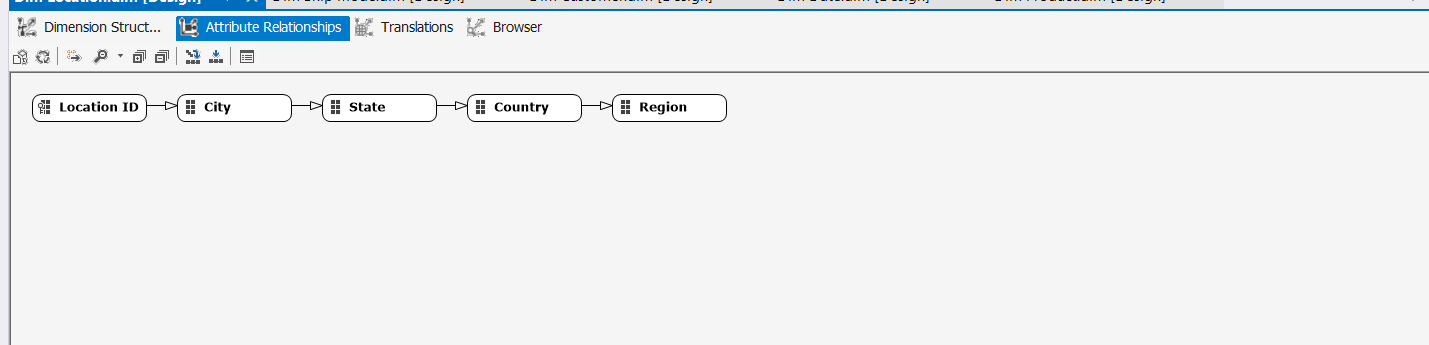 Dimension Struct... Attribute Relationships Translations Browser
Location ID City State Country Region